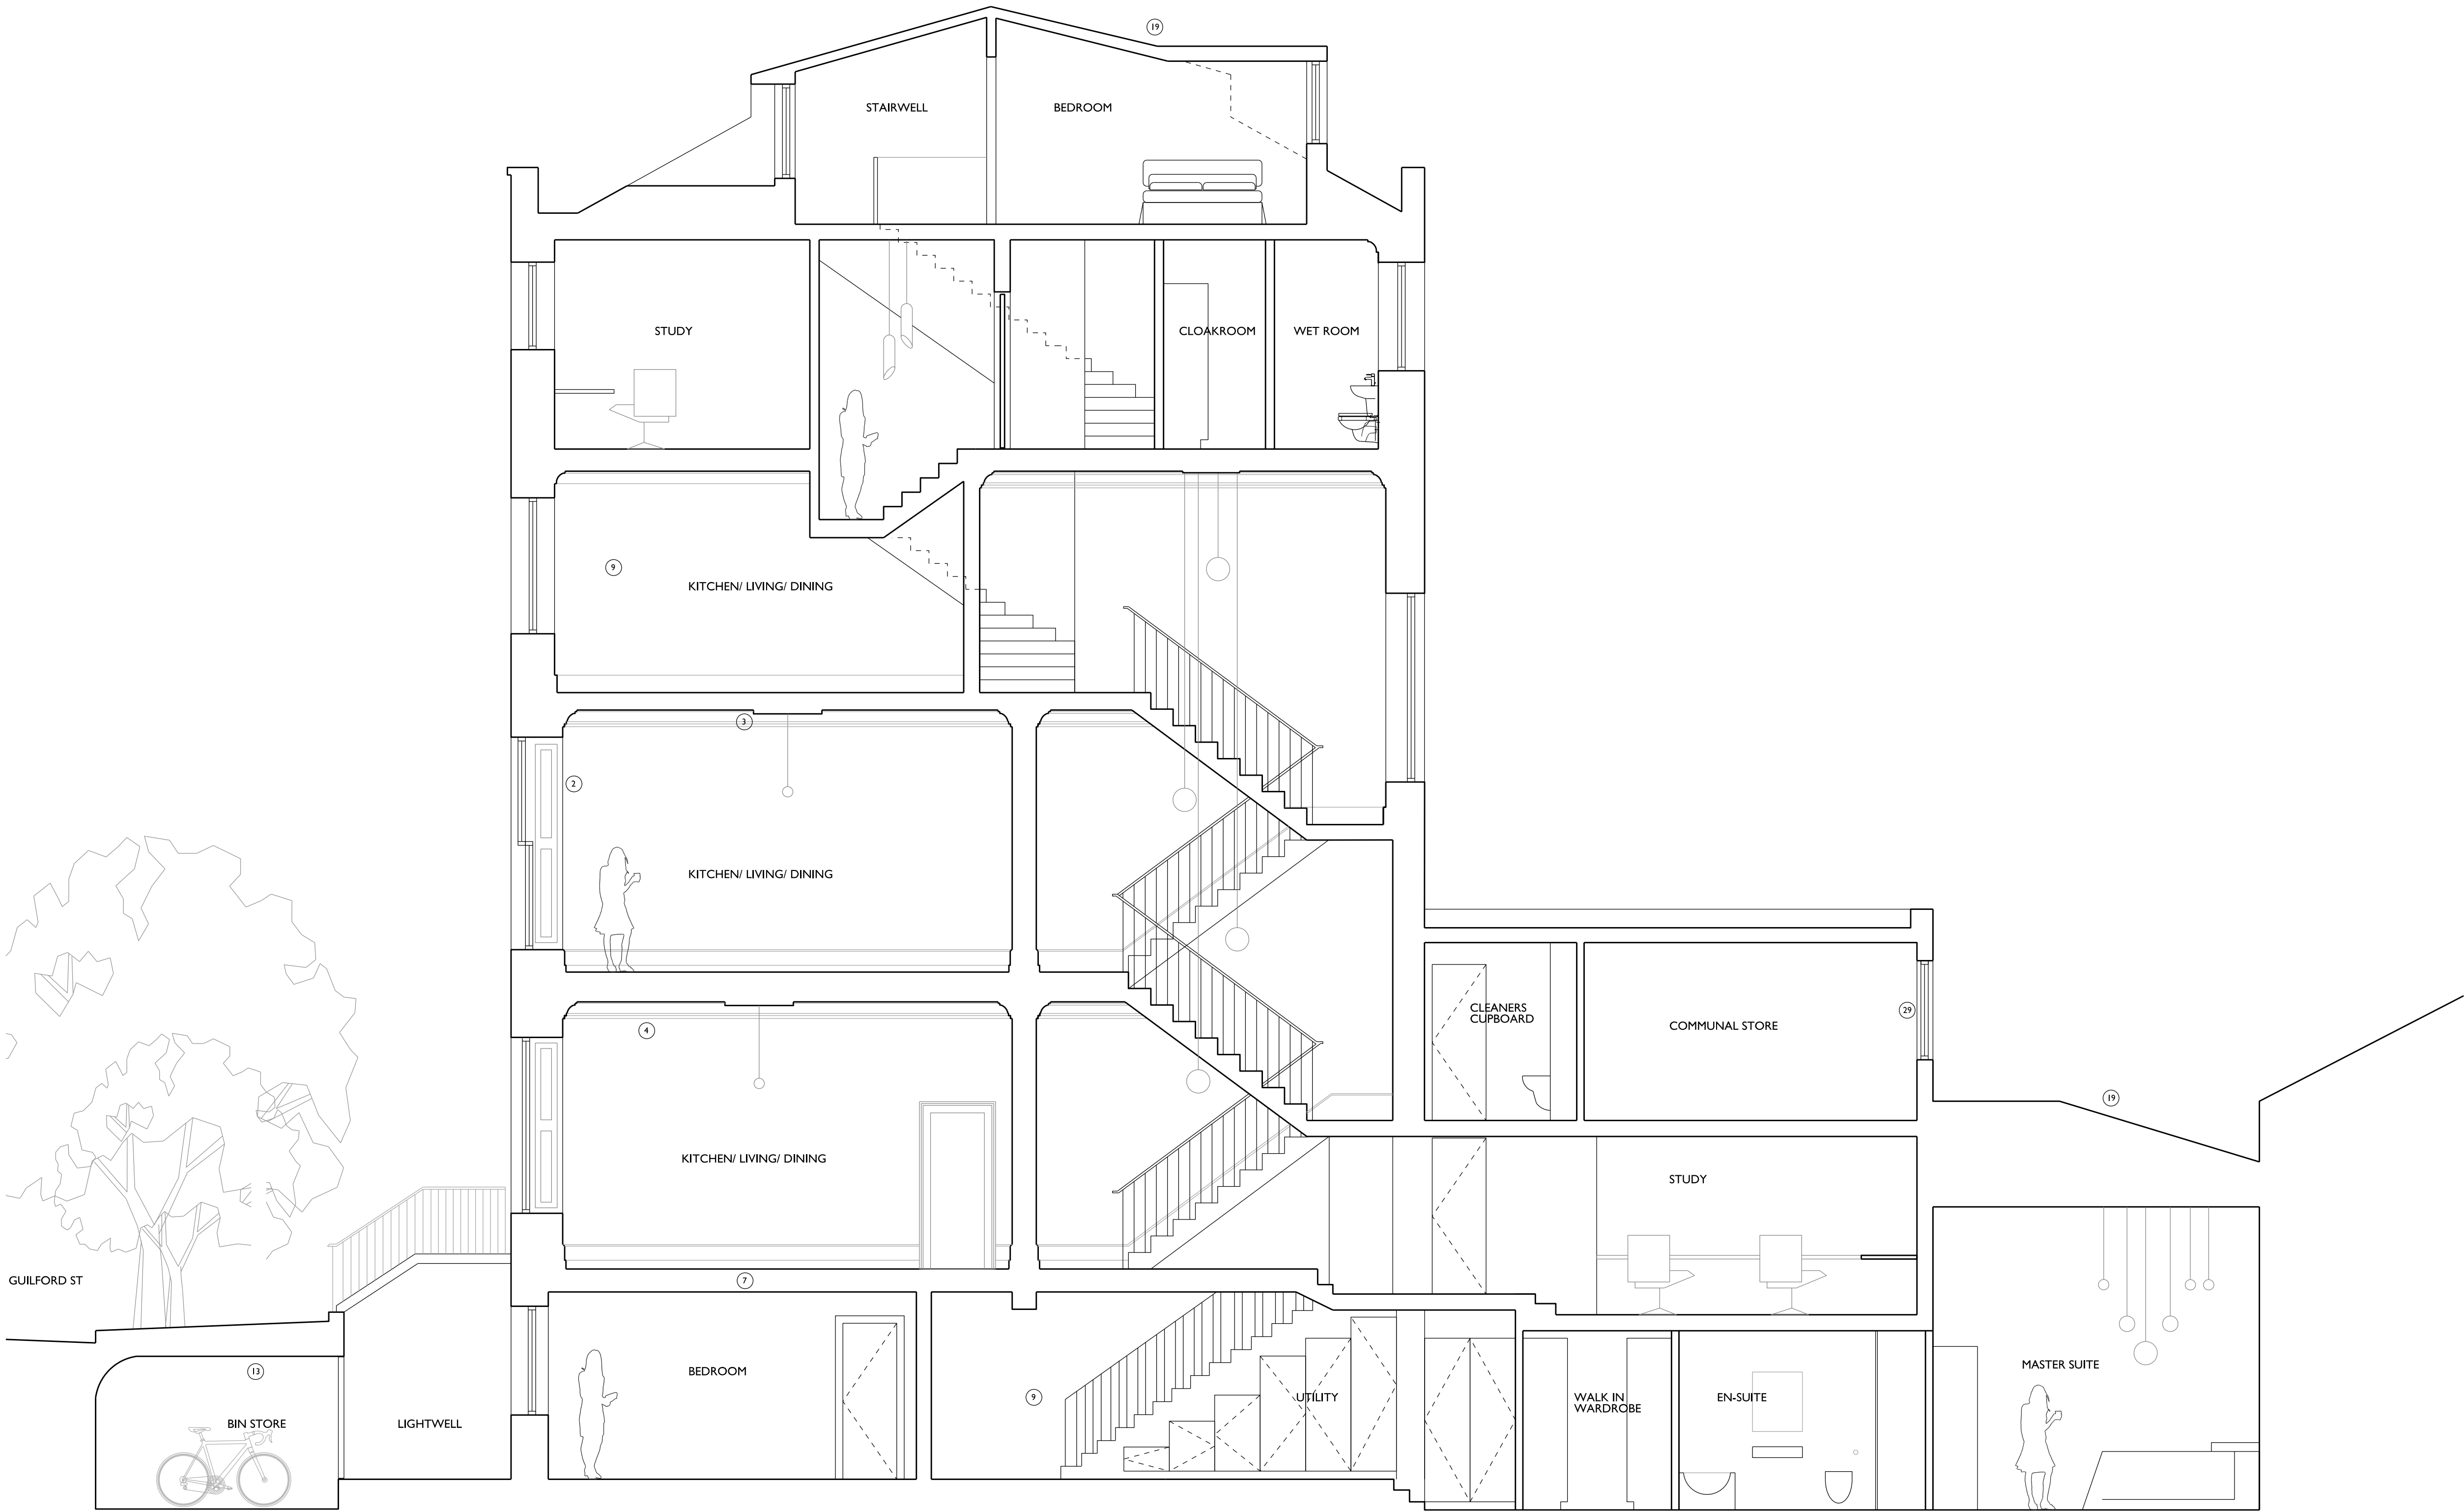 19
STAIRWELL
BEDROOM
STUDY
CLOAKROOM
WET ROOM
9
KITCHEN/ LIVING/ DINING
3
2
KITCHEN/ LIVING/ DINING
CLEANERS
CUPBOARD
COMMUNAL STORE
29
4
19
KITCHEN/ LIVING/ DINING
STUDY
GUILFORD ST
7
13
BEDROOM
MASTER SUITE
BIN STORE
LIGHTWELL
9
UTILITY
WALK IN
WARDROBE
EN-SUITE